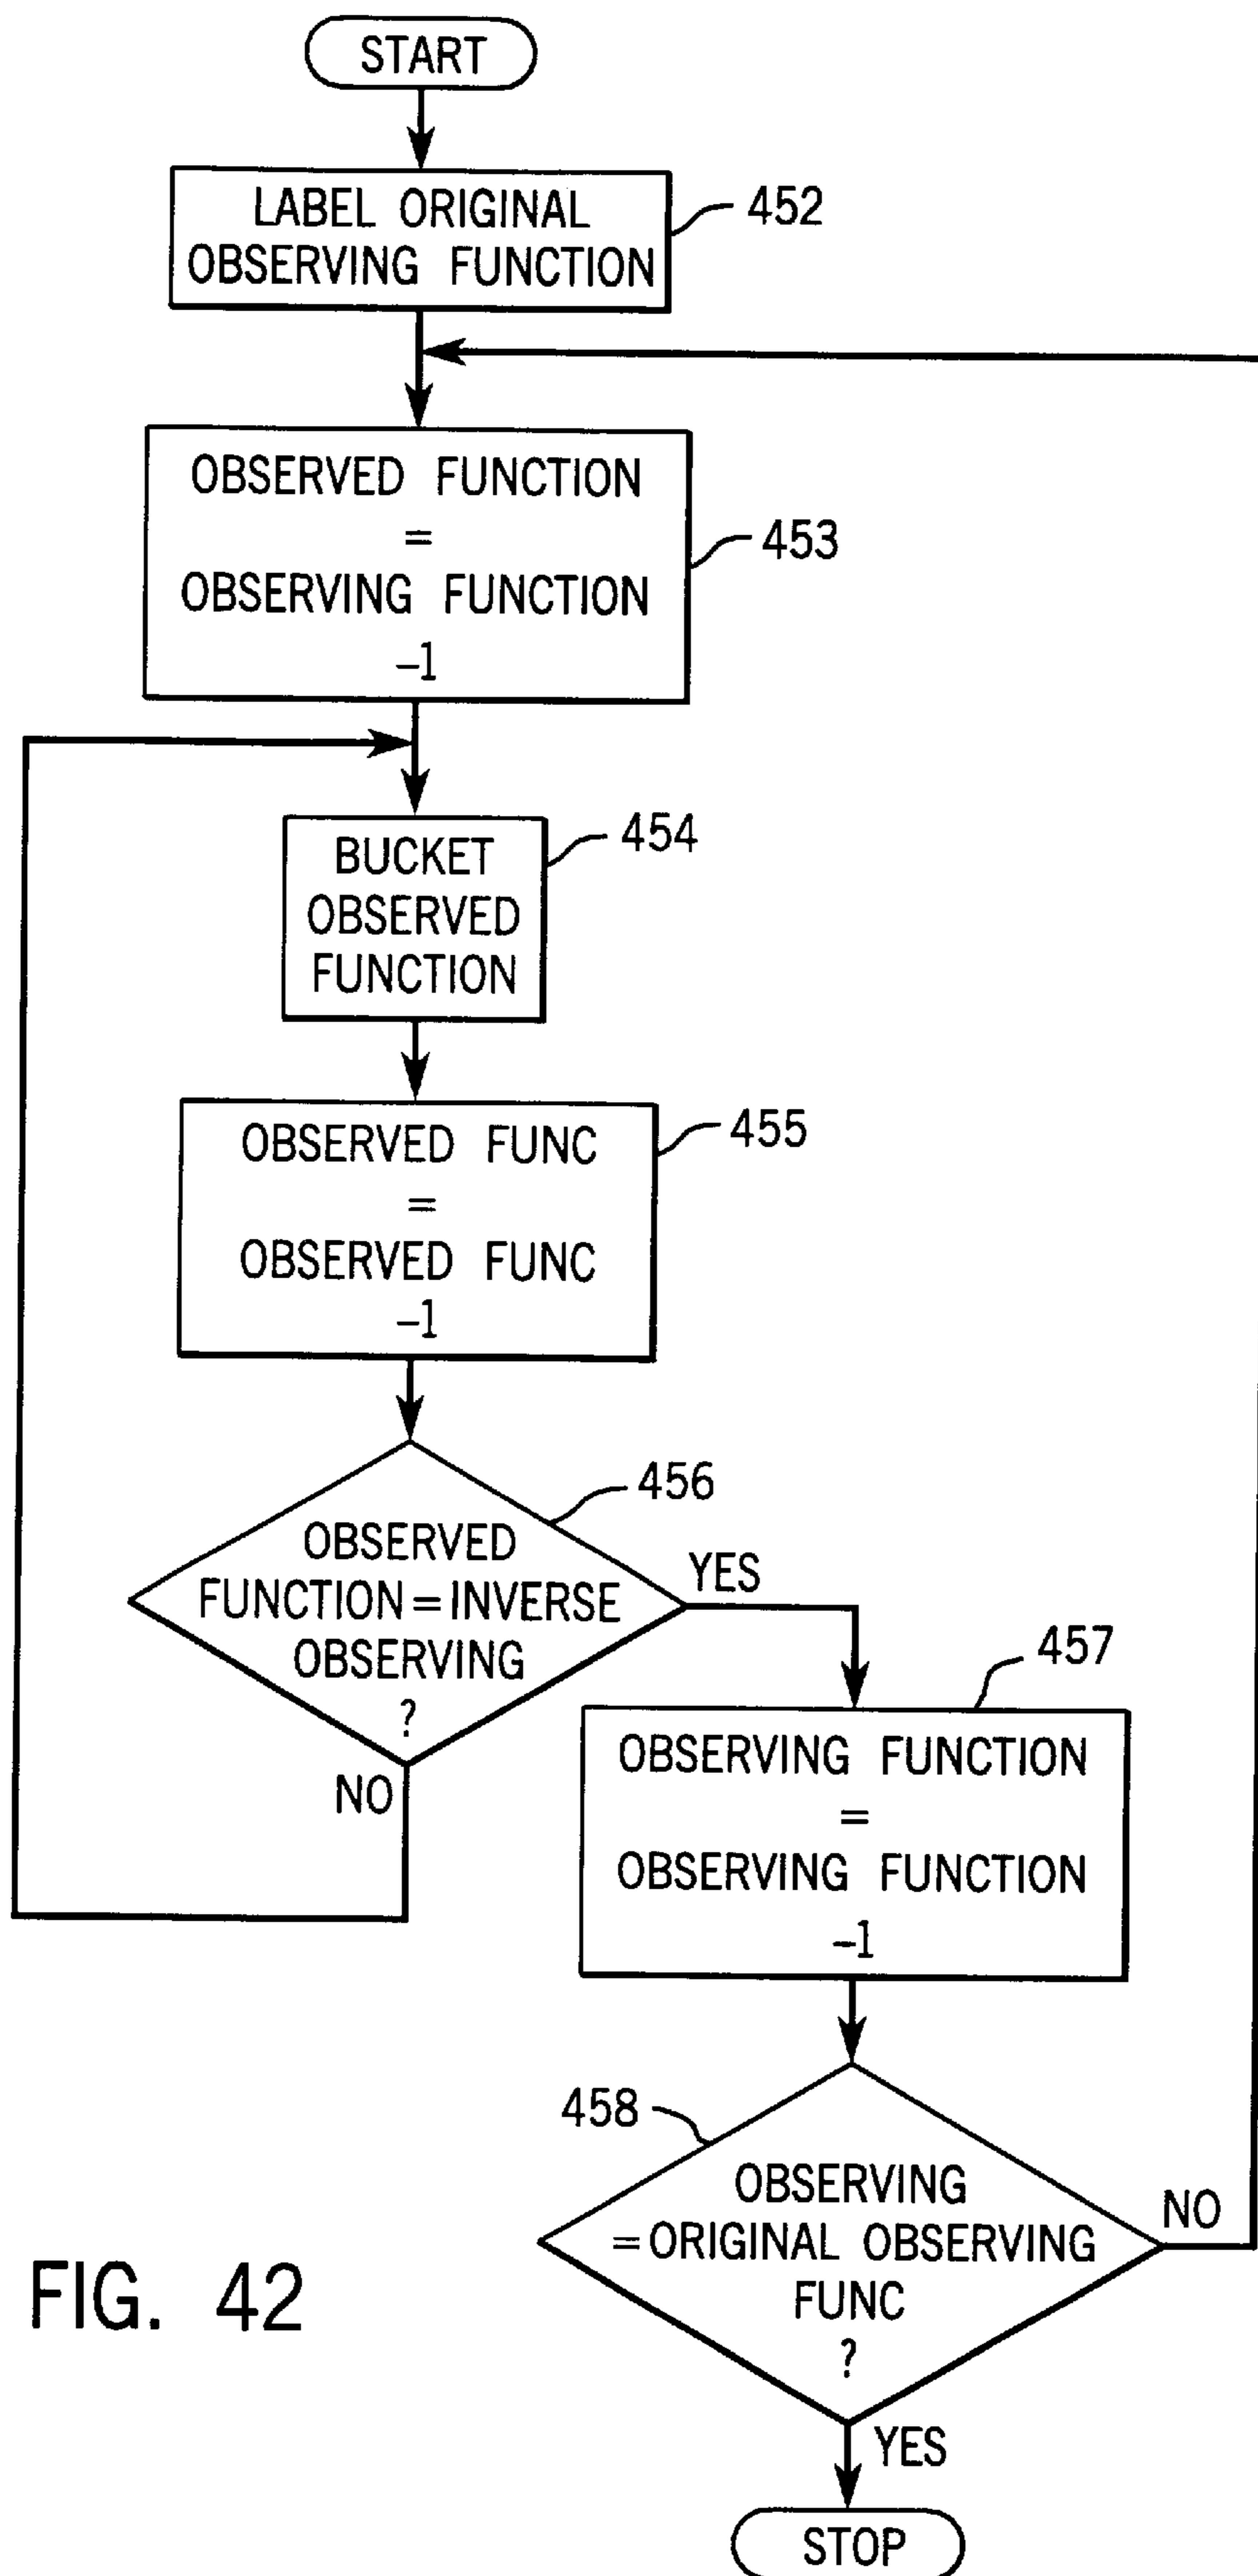 START
LABEL ORIGINAL
OBSERVING FUNCTION
452
OBSERVED FUNCTION
=
OBSERVING FUNCTION
–1
453
BUCKET
OBSERVED
FUNCTION
454
OBSERVED FUNC
=
OBSERVED FUNC
–1
455
OBSERVED
FUNCTION = INVERSE
OBSERVING
?
456
YES
NO
OBSERVING FUNCTION
=
OBSERVING FUNCTION
–1
457
OBSERVING
= ORIGINAL OBSERVING
FUNC
?
458
NO
YES
STOP
FIG. 42